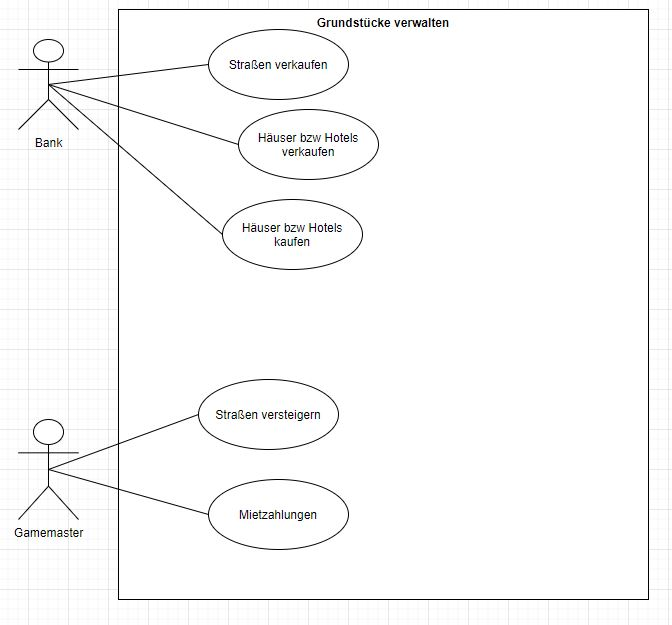 Grundstücke verwalten
Straßen verkaufen
Bank
Häuser bzw Hotels
verkaufen
Häuser bzw Hotels
kaufen
Straßen versteigern
Gamemaster
Mietzahlungen